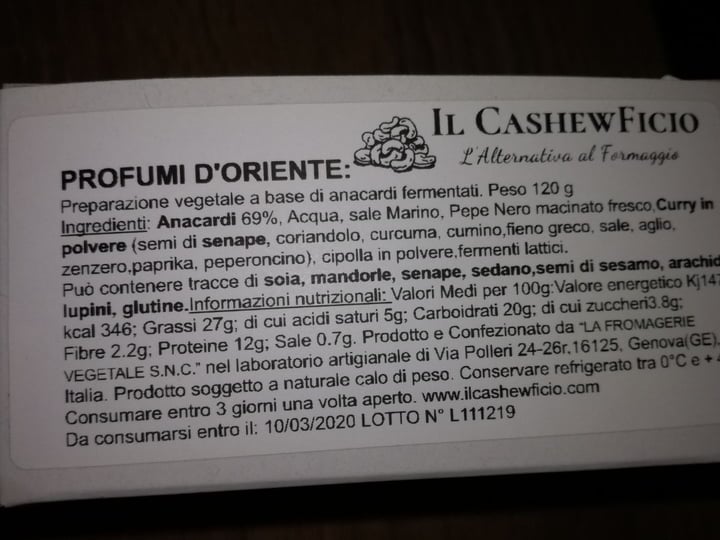 IL CASHEWFICIO
L'Alternativa al Formaggio
PROFUMI D'ORIENTE:
Preparazione vegetale a base di anacardi fermentati. Peso 120 g
Ingredienti: Anacardi 69%, Acqua, sale Marino, Pepe Nero macinato fresco,Curry in
polvere (semi di senape, coriandolo, curcuma, cumino,fieno greco, sale, aglio,
zenzero,paprika, peperoncino), cipolla in polvere,fermenti lattici.
Può contenere tracce di soia, mandorle, senape, sedano,semi di sesamo, arachid
lupini, glutine.Informazioni nutrizionali: Valori Medi per 100g:Valore energetico Kj147
kcal 346; Grassi 27g; di cui acidi saturi 5g; Carboidrati 20g; di cui zuccheri3.8g;
Fibre 2.2g; Proteine 12g; Sale 0.7g. Prodotto e Confezionato da "LA FROMAGERIE
VEGETALE S.N.C." nel laboratorio artigianale di Via Polleri 24-26r,16125, Genova(GE).
Italia. Prodotto soggetto a naturale calo di peso. Conservare refrigerato tra 0°C e + 4
Consumare entro 3 giorni una volta aperto. www.ilcashewficio.com
Da consumarsi entro il: 10/03/2020 LOTTO N° L111219